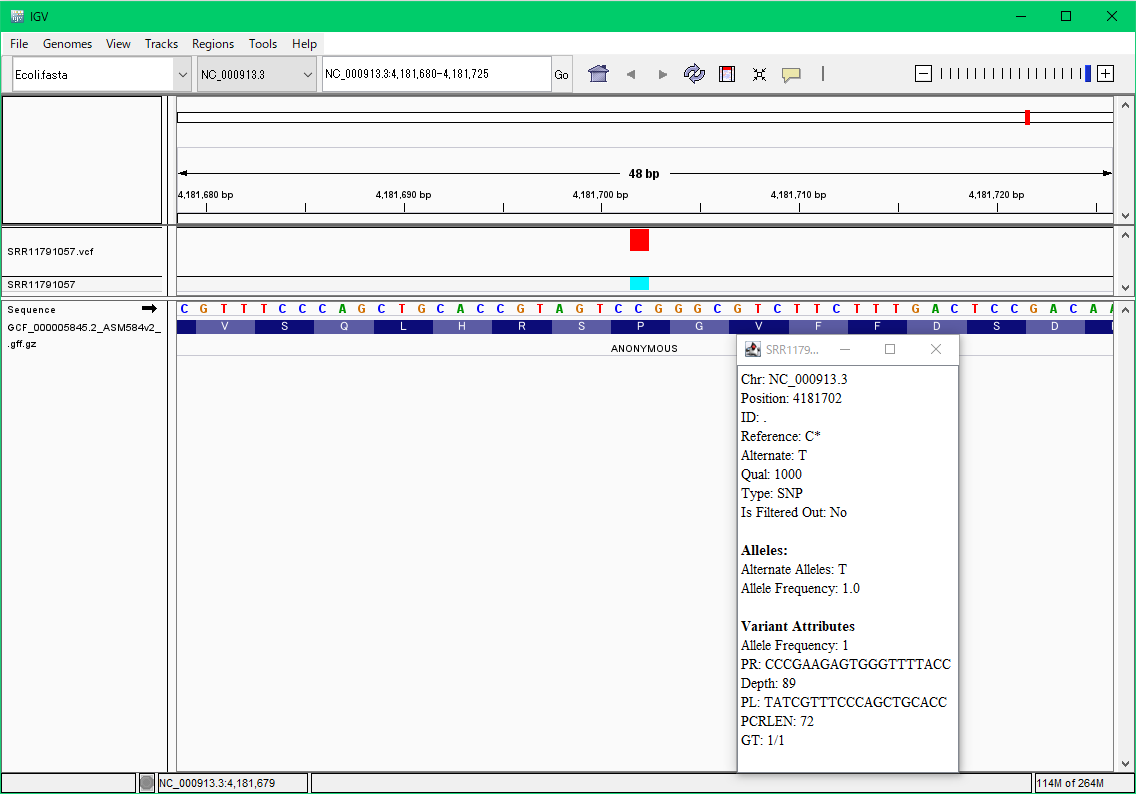 IGV
File Genomes View Tracks Regions Tools Help
Ecoli.fasta NC_000913.3 NC_000913.3:4,181,680-4,181,725 Go
48 bp
4,181,680 bp 4,181,690 bp 4,181,700 bp 4,181,710 bp 4,181,720 bp
SRR11791057.vcf
SRR11791057
Sequence
C G T T T C C C A G C T G C A C C G T A G T C C G G G C G T C T T C T T T G A C T C C G A C A A
GCF_000005845.2_ASM584v2_
.gff.gz
V S Q L H R S P G V F F D S D
ANONYMOUS
SRR1179...
Chr: NC_000913.3
Position: 4181702
ID: .
Reference: C*
Alternate: T
Qual: 1000
Type: SNP
Is Filtered Out: No
Alleles:
Alternate Alleles: T
Allele Frequency: 1.0
Variant Attributes
Allele Frequency: 1
PR: CCCGAAGAGTGGGTTTTACC
Depth: 89
PL: TATCGTTTCCCAGCTGCACC
PCRLEN: 72
GT: 1/1
NC_000913.3:4,181,679
114M of 264M